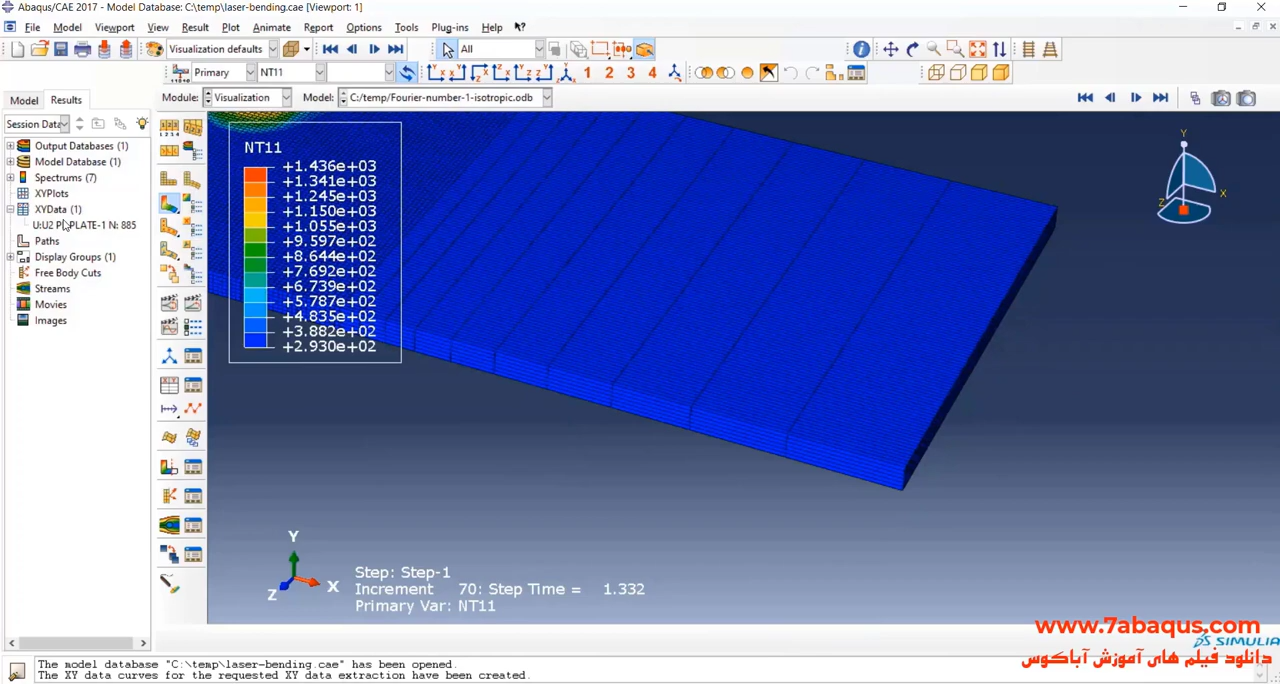 Abaqus/CAE 2017 - Model Database: C:\temp\laser-bending.cae [Viewport: 1]
File Model Viewport View Result Plot Animate Report Options Tools Plug-ins Help
Visualization defaults All
Primary NT11 1 2 3 4
Model Results Module: Visualization Model: C:/temp/Fourier-number-1-isotropic.odb
Session Data
Output Databases (1)
Model Database (1)
Spectrums (7)
XYPlots
XYData (1)
U:U2 PLATE-1 N: 885
Paths
Display Groups (1)
Free Body Cuts
Streams
Movies
Images
NT11
+1.436e+03
+1.341e+03
+1.245e+03
+1.150e+03
+1.055e+03
+9.597e+02
+8.644e+02
+7.692e+02
+6.739e+02
+5.787e+02
+4.835e+02
+3.882e+02
+2.930e+02
Y
X
Z
Y
X
Z
Step: Step-1
Increment 70: Step Time = 1.332
Primary Var: NT11
www.7abaqus.com
SIMULIA
دانلود فیلم های آموزش آباکوس
The model database "C:\temp\laser-bending.cae" has been opened.
The XY data curves for the requested XY data extraction have been created.